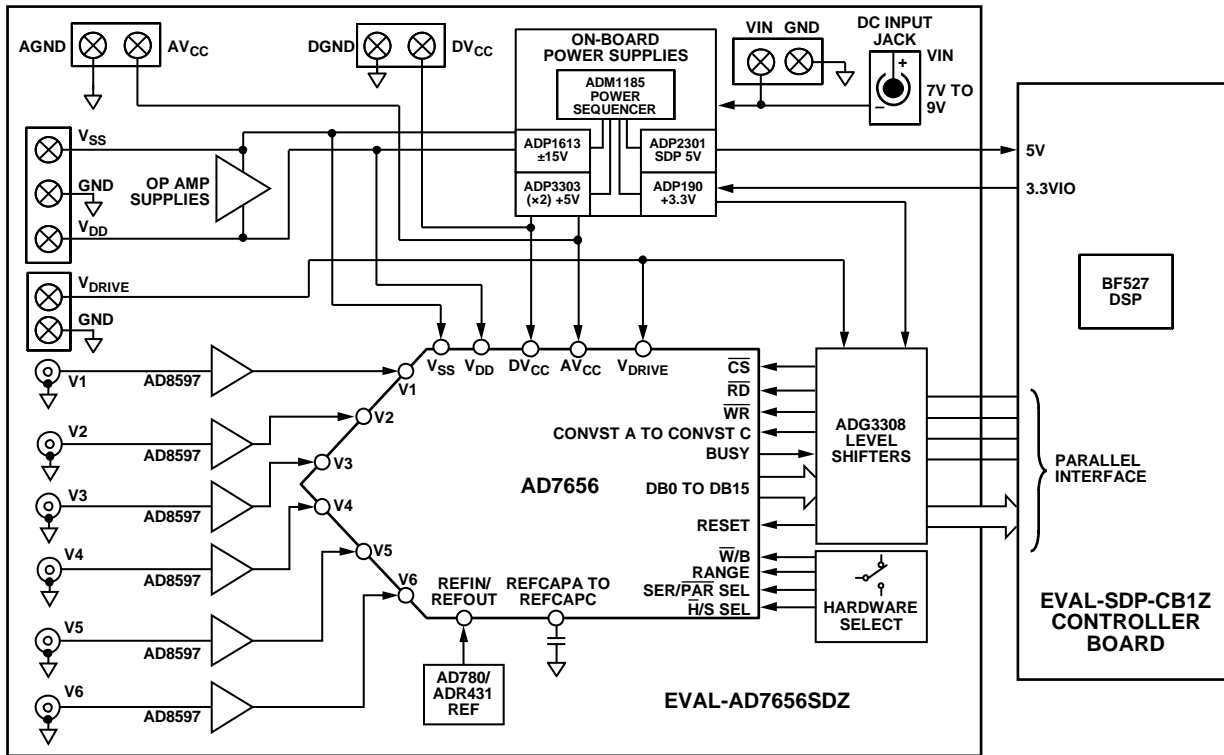 AGND
AVCC
DGND
DVCC
ON-BOARD
POWER SUPPLIES
ADM1185
POWER
SEQUENCER
ADP1613
±15V
ADP2301
SDP 5V
ADP3303
(×2) +5V
ADP190
+3.3V
VIN
GND
DC INPUT
JACK
+
VIN
–
7V TO
9V
VSS
GND
VDD
OP AMP
SUPPLIES
VDRIVE
GND
5V
3.3VIO
BF527
DSP
PARALLEL
INTERFACE
EVAL-SDP-CB1Z
CONTROLLER
BOARD
V1
AD8597
V2
AD8597
V3
AD8597
V4
AD8597
V5
AD8597
V6
AD8597
VSS
VDD
DVCC
AVCC
VDRIVE
V1
V2
V3
V4
V5
V6
AD7656
C̅S̅
R̅D̅
W̅R̅
CONVST A TO CONVST C
BUSY
DB0 TO DB15
RESET
W̅/B
RANGE
SER/P̅A̅R̅ SEL
H̅/S SEL
ADG3308
LEVEL
SHIFTERS
HARDWARE
SELECT
REFIN/
REFOUT
REFCAPA TO
REFCAPC
AD780/
ADR431
REF
EVAL-AD7656SDZ